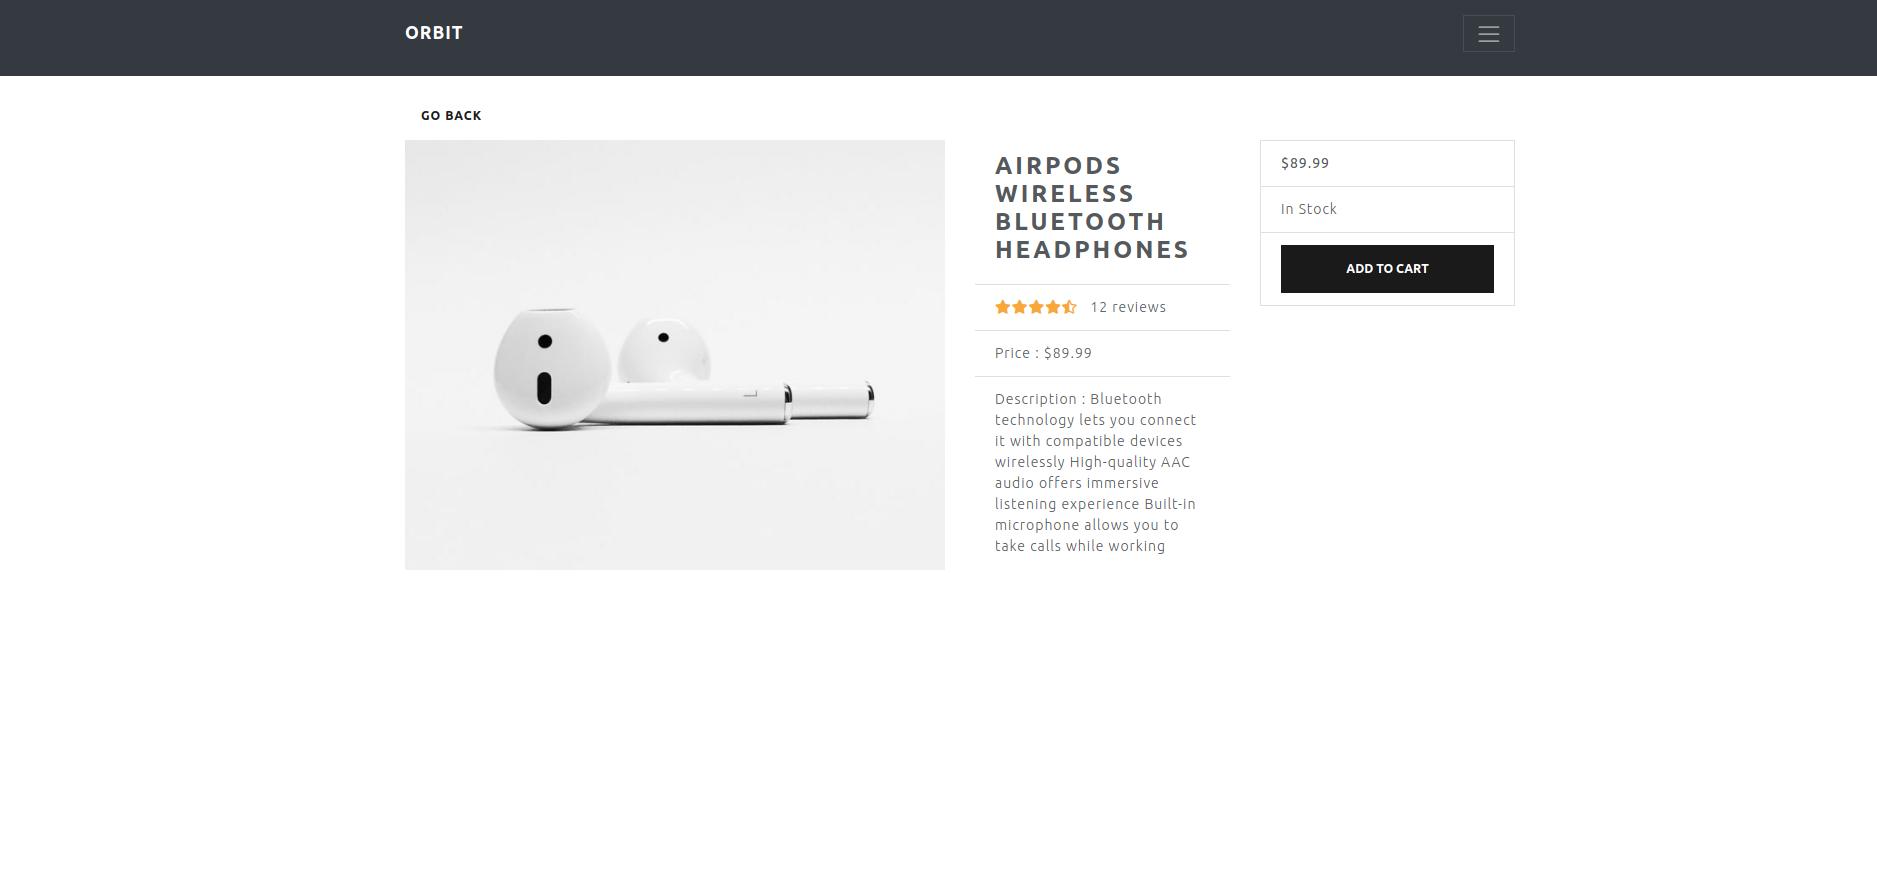 ORBIT
GO BACK
AIRPODS
WIRELESS
BLUETOOTH
HEADPHONES
12 reviews
Price : $89.99
Description : Bluetooth
technology lets you connect
it with compatible devices
wirelessly High-quality AAC
audio offers immersive
listening experience Built-in
microphone allows you to
take calls while working
$89.99
In Stock
ADD TO CART